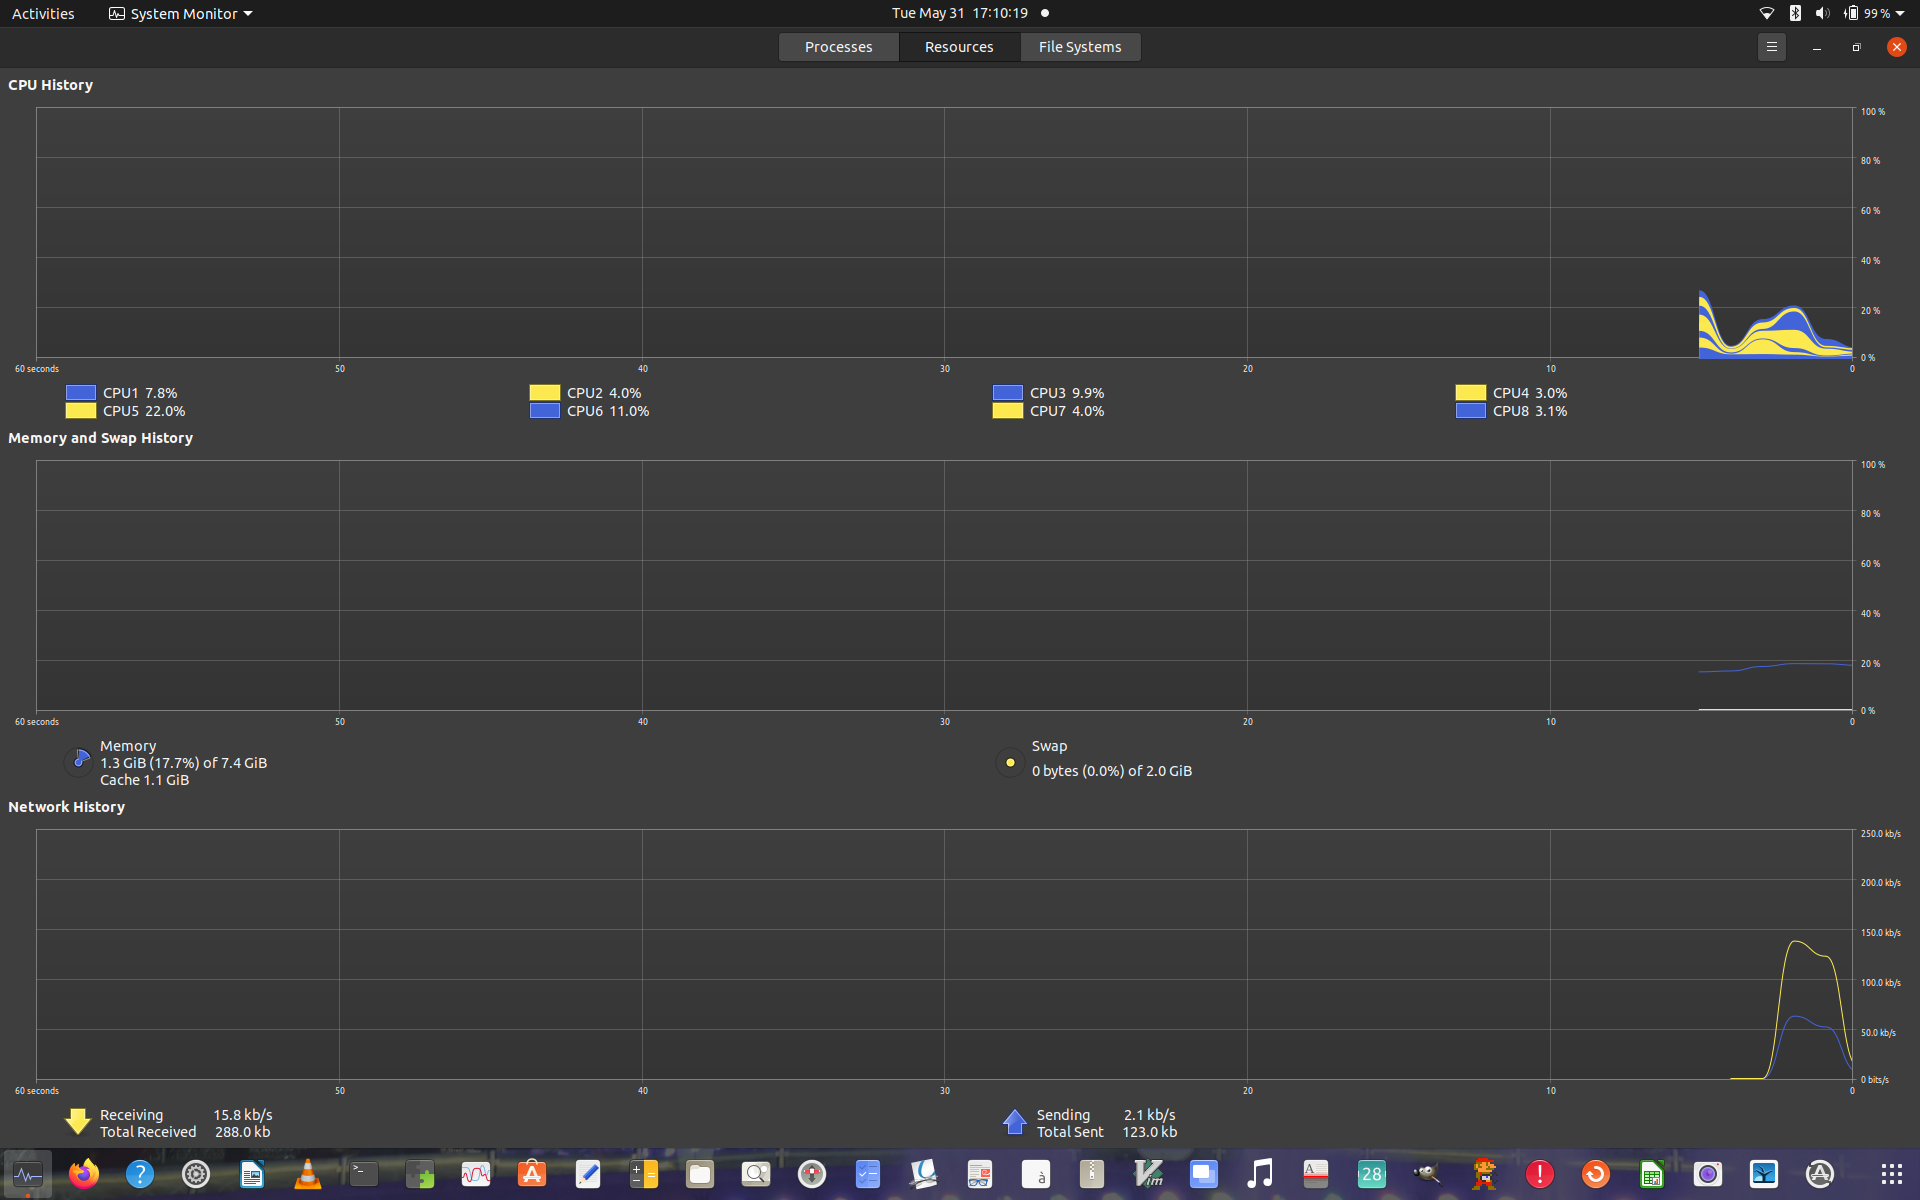 Activities System Monitor Tue May 31 17:10:19 99 %
Processes Resources File Systems
CPU History
100 %
80 %
60 %
40 %
20 %
0 %
60 seconds 50 40 30 20 10 0
CPU1 7.8% CPU2 4.0% CPU3 9.9% CPU4 3.0%
CPU5 22.0% CPU6 11.0% CPU7 4.0% CPU8 3.1%
Memory and Swap History
100 %
80 %
60 %
40 %
20 %
0 %
60 seconds 50 40 30 20 10 0
Memory
1.3 GiB (17.7%) of 7.4 GiB
Cache 1.1 GiB
Swap
0 bytes (0.0%) of 2.0 GiB
Network History
250.0 kb/s
200.0 kb/s
150.0 kb/s
100.0 kb/s
50.0 kb/s
0 bits/s
60 seconds 50 40 30 20 10 0
Receiving 15.8 kb/s
Total Received 288.0 kb
Sending 2.1 kb/s
Total Sent 123.0 kb
? >_ à Vim A 28 !